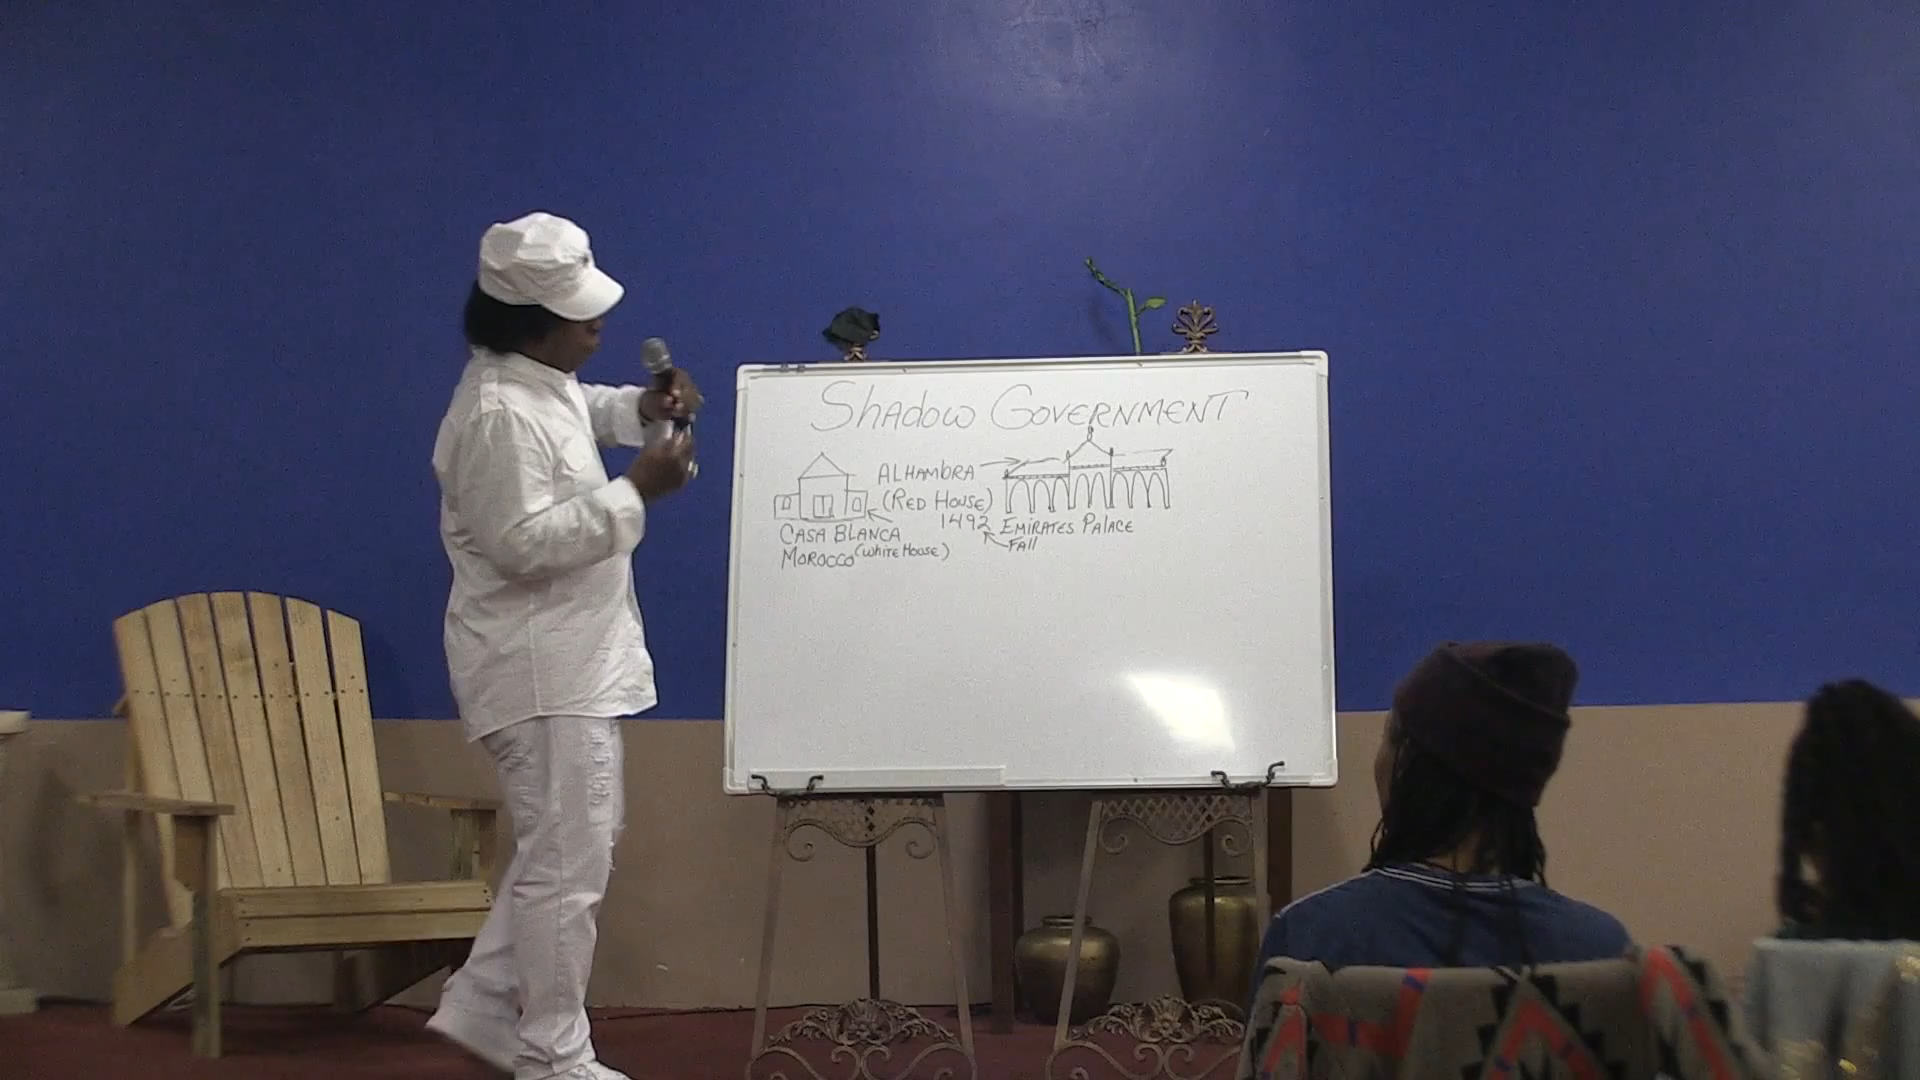 Shadow GOVERNMENT
ALHAMBRA
(RED HOUSE)
1492
CASA BLANCA
MOROCCO (WHITE HOUSE)
EMIRATES PALACE
FAll